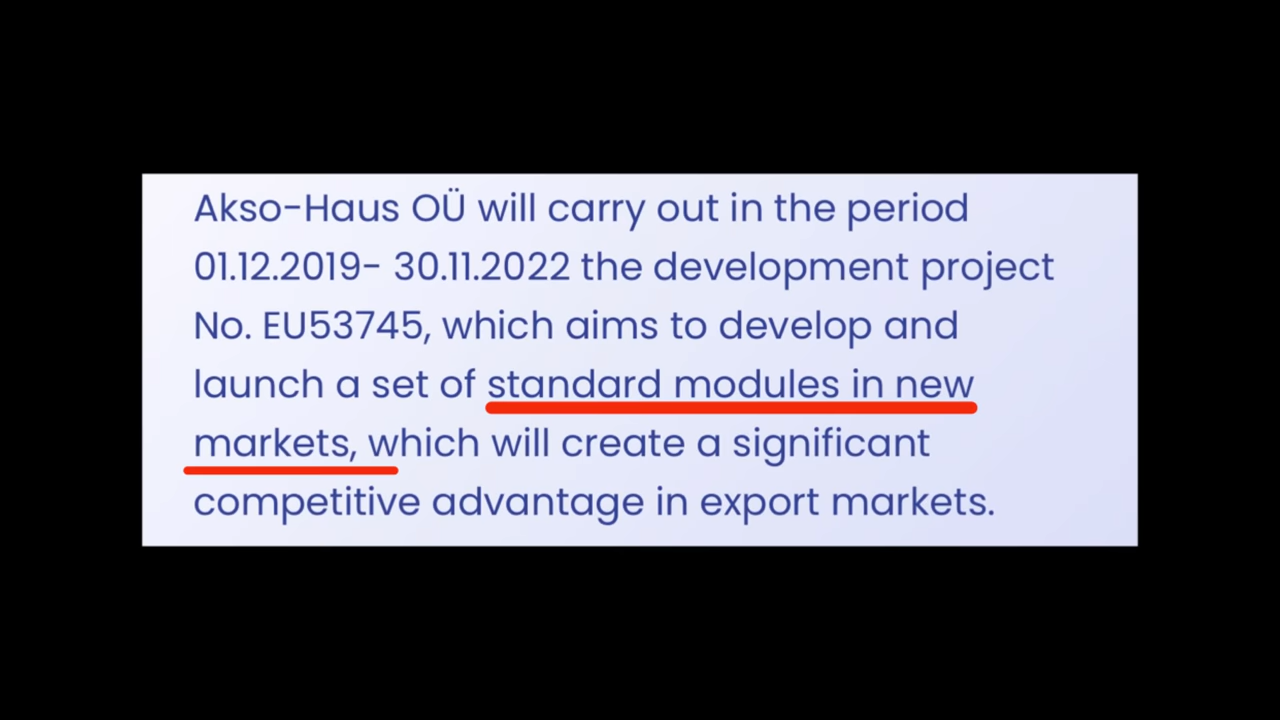 Akso-Haus OÜ will carry out in the period
01.12.2019- 30.11.2022 the development project
No. EU53745, which aims to develop and
launch a set of standard modules in new
markets, which will create a significant
competitive advantage in export markets.